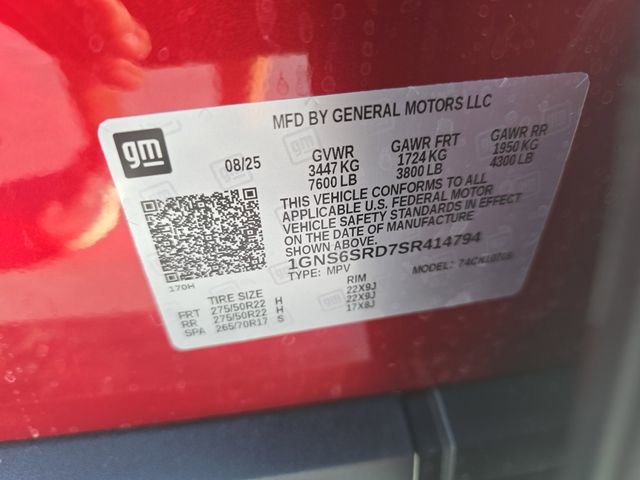 MFD BY GENERAL MOTORS LLC
gm
08/25
GVWR GAWR FRT GAWR RR
3447 KG 1724 KG 1950 KG
7600 LB 3800 LB 4300 LB
THIS VEHICLE CONFORMS TO ALL
APPLICABLE U.S. FEDERAL MOTOR
VEHICLE SAFETY STANDARDS IN EFFECT
ON THE DATE OF MANUFACTURE
SHOWN ABOVE.
1GNS6SRD7SR414794
TYPE: MPV MODEL:
170H
TIRE SIZE
FRT 275/50R22 H 22X9J
RR 275/50R22 H 22X9J
SPA 265/70R17 S 17X8J